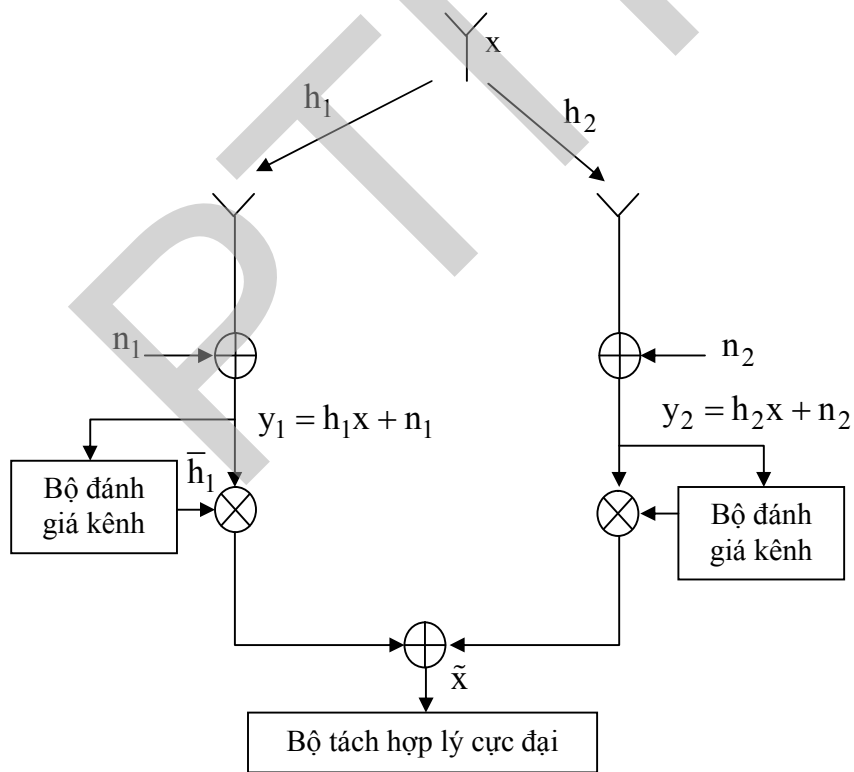 x
h₁
h₂
n₁
n₂
y₁ = h₁x + n₁
y₂ = h₂x + n₂
h̅₁
Bộ đánh
giá kênh
Bộ đánh
giá kênh
x̃
Bộ tách hợp lý cực đại